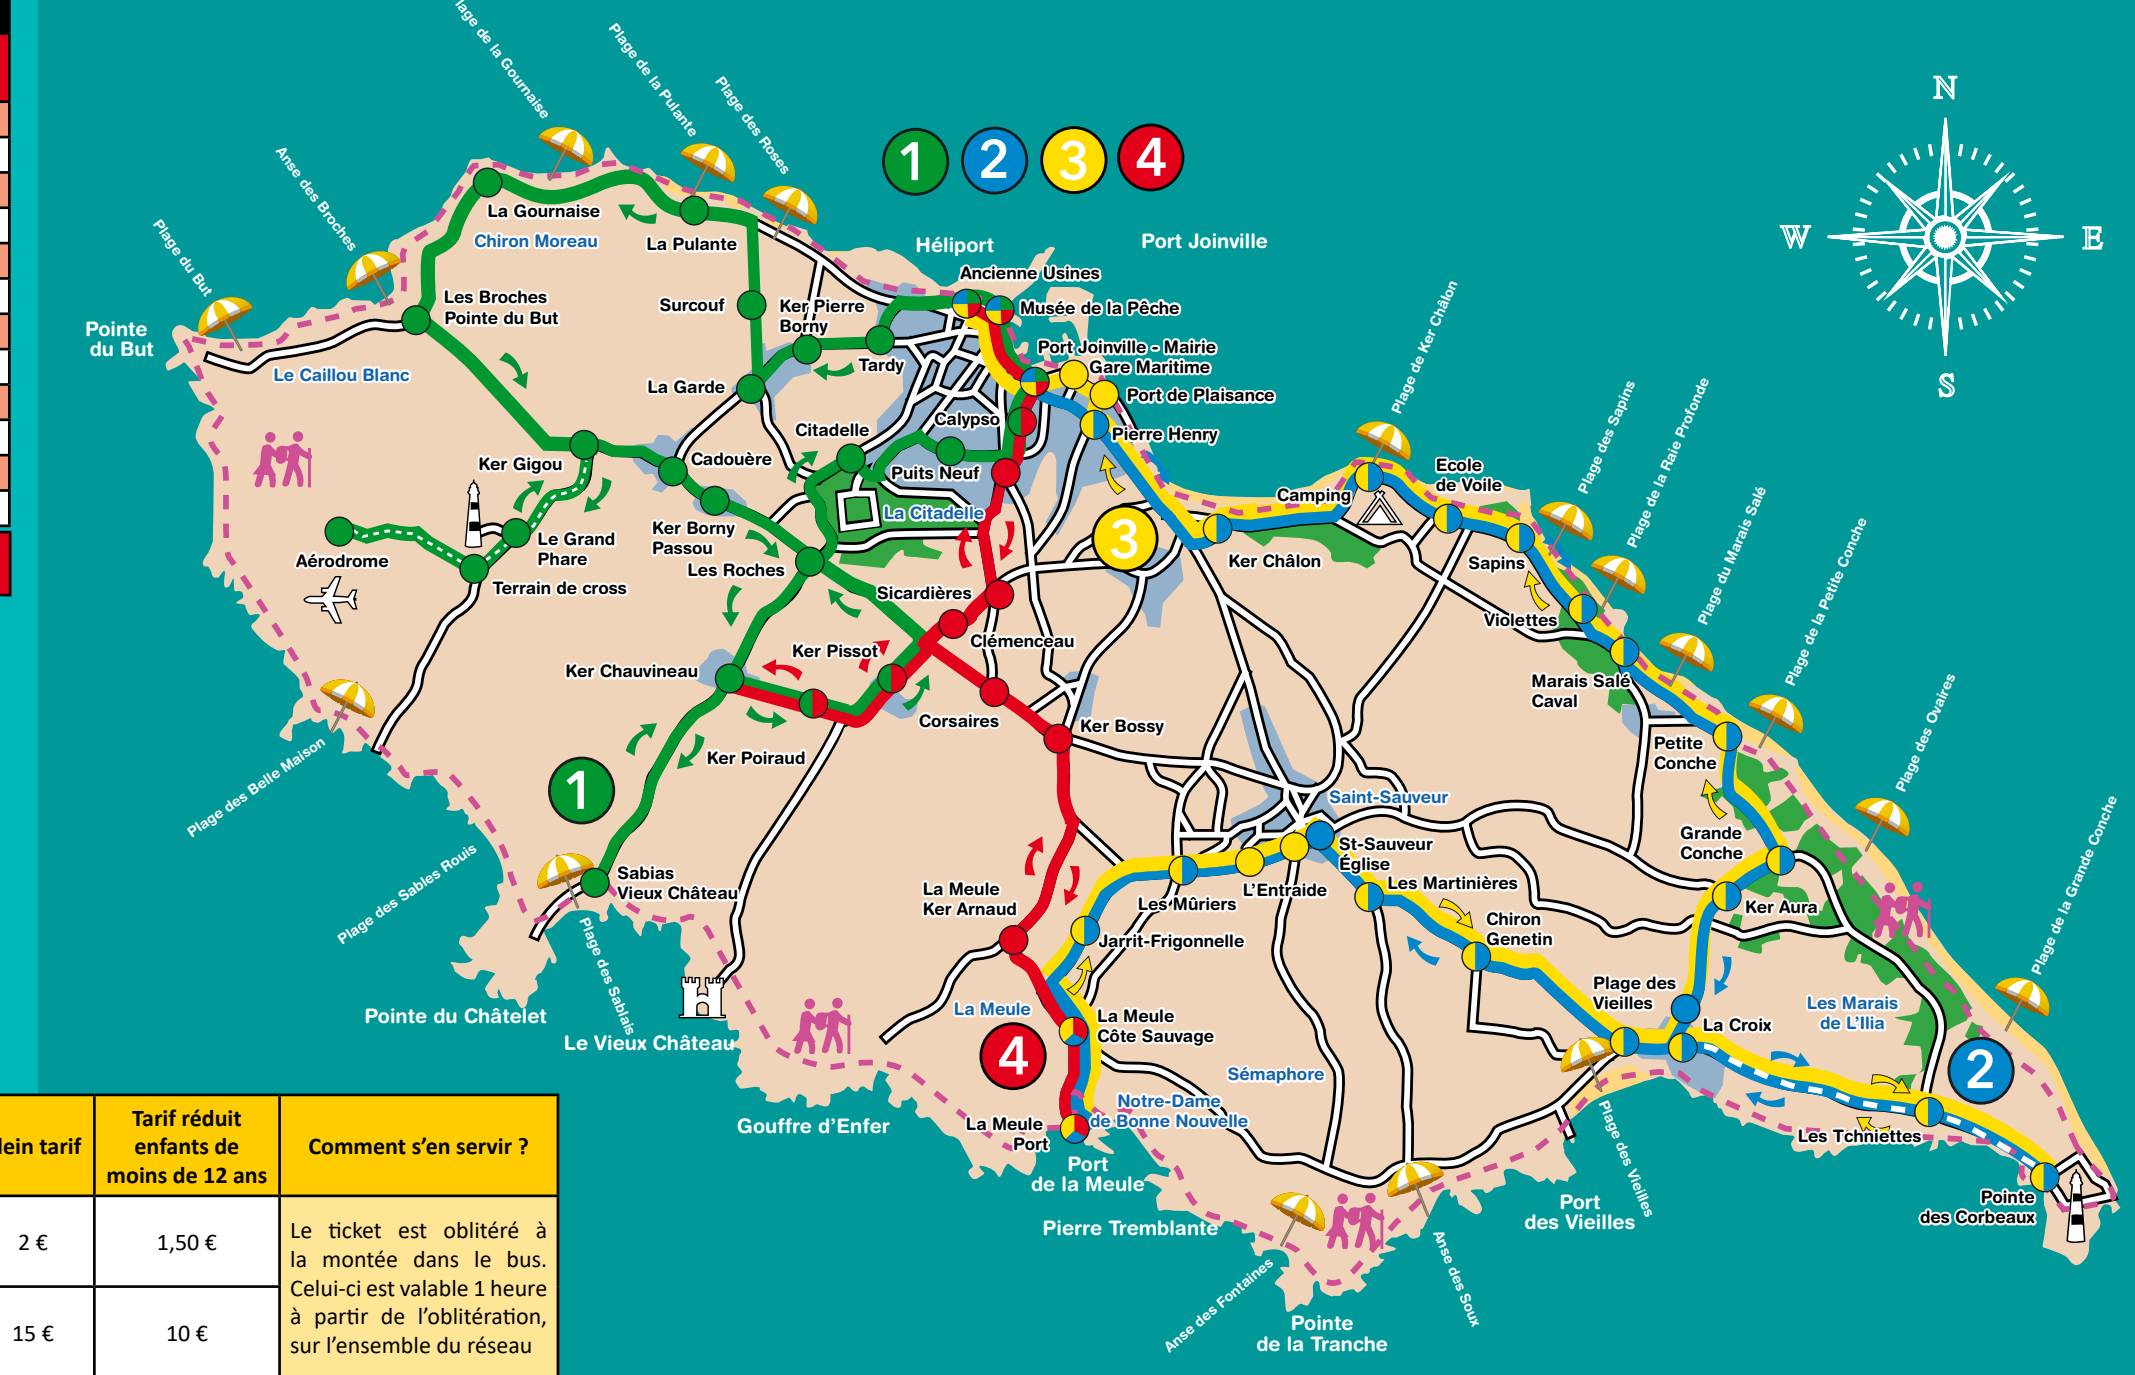 Plage de la Gournaise
Plage de la Pulante
Plage des Roses
Anse des Broches
Plage du But
1 2 3 4
N
W
E
S
Héliport
Port Joinville
La Gournaise
Chiron Moreau
La Pulante
Ancienne Usines
Musée de la Pêche
Les Broches
Pointe du But
Surcouf
Ker Pierre
Borny
Pointe
du But
Le Caillou Blanc
Tardy
La Garde
Port Joinville - Mairie
Gare Maritime
Port de Plaisance
Pierre Henry
Calypso
Citadelle
Puits Neuf
La Citadelle
Plage de Ker Châlon
Plage des Sapins
Plage de la Raie Profonde
Plage du Marais Salé
Plage de la Petite Conche
Plage des Ovaires
Plage de la Grande Conche
Ker Gigou
Cadouère
Ker Borny
Passou
Les Roches
Aérodrome
Le Grand
Phare
Terrain de cross
Sicardières
Clémenceau
3
Camping
Ecole
de Voile
Ker Châlon
Sapins
Violettes
Marais Salé
Caval
Petite
Conche
Grande
Conche
Ker Aura
Ker Chauvineau
Ker Pissot
Corsaires
Ker Bossy
Ker Poiraud
1
Plage des Belle Maison
Plage des Sables Rouis
Sabias
Vieux Château
Plage des Sablais
Pointe du Châtelet
Le Vieux Château
Gouffre d'Enfer
Saint-Sauveur
St-Sauveur
Église
L'Entraide
Les Mûriers
Les Martinières
Chiron
Genetin
La Meule
Ker Arnaud
Jarrit-Frigonnelle
La Meule
La Meule
Côte Sauvage
4
Sémaphore
Notre-Dame
de Bonne Nouvelle
La Meule
Port
Port
de la Meule
Pierre Tremblante
Plage des
Vieilles
La Croix
Les Marais
de L'Ilia
2
Les Tchniettes
Pointe
des Corbeaux
Plage des Vieilles
Port
des Vieilles
Anse des Soux
Anse des Fontaines
Pointe
de la Tranche
lein tarif
Tarif réduit
enfants de
moins de 12 ans
Comment s'en servir ?
2 €
1,50 €
Le ticket est oblitéré à
la montée dans le bus.
Celui-ci est valable 1 heure
à partir de l'oblitération,
sur l'ensemble du réseau
15 €
10 €